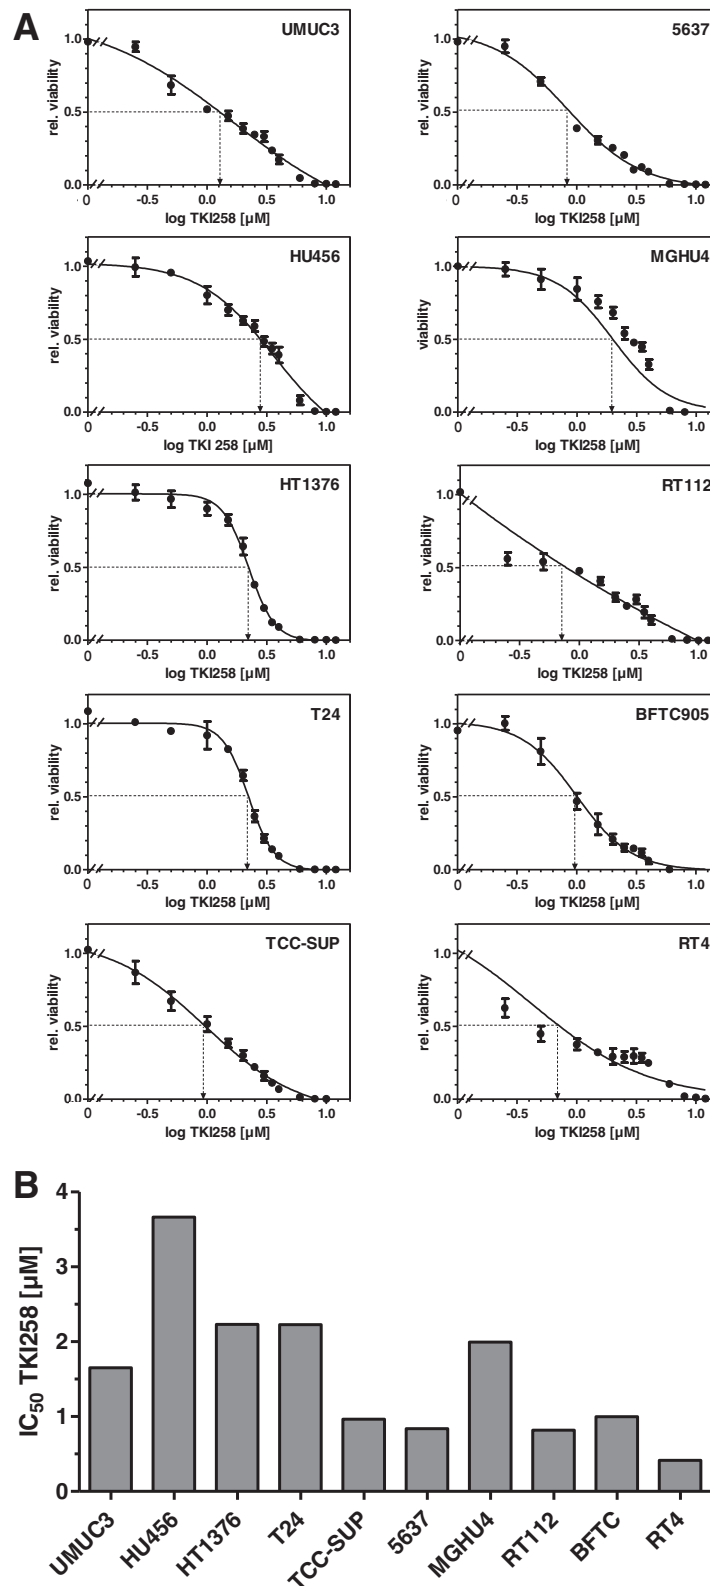 A
UMUC3
rel. viability
1.0
0.5
0.0
0 -0.5 0.0 0.5 1.0
log TKI258 [µM]
5637
rel. viability
1.0
0.5
0.0
0 -0.5 0.0 0.5 1.0
log TKI258 [µM]
HU456
rel. viability
1.0
0.5
0.0
0 -0.5 0.0 0.5 1.0
log TKI 258 [µM]
MGHU4
viability
1.0
0.5
0.0
0 -0.5 0.0 0.5 1.0
log TKI258 [µM]
HT1376
rel. viability
1.0
0.5
0.0
0 -0.5 0.0 0.5 1.0
log TKI258 [µM]
RT112
rel. viability
1.0
0.5
0.0
0 -0.5 0.0 0.5 1.0
log TKI258 [µM]
T24
rel. viability
1.0
0.5
0.0
0 -0.5 0.0 0.5 1.0
log TKI258 [µM]
BFTC905
rel. viability
1.0
0.5
0.0
0 -0.5 0.0 0.5 1.0
log TKI258 [µM]
TCC-SUP
rel. viability
1.0
0.5
0.0
0 -0.5 0.0 0.5 1.0
log TKI258 [µM]
RT4
rel. viability
1.0
0.5
0.0
0 -0.5 0.0 0.5 1.0
log TKI258 [µM]
B
IC50 TKI258 [µM]
4
3
2
1
0
UMUC3
HU456
HT1376
T24
TCC-SUP
5637
MGHU4
RT112
BFTC
RT4